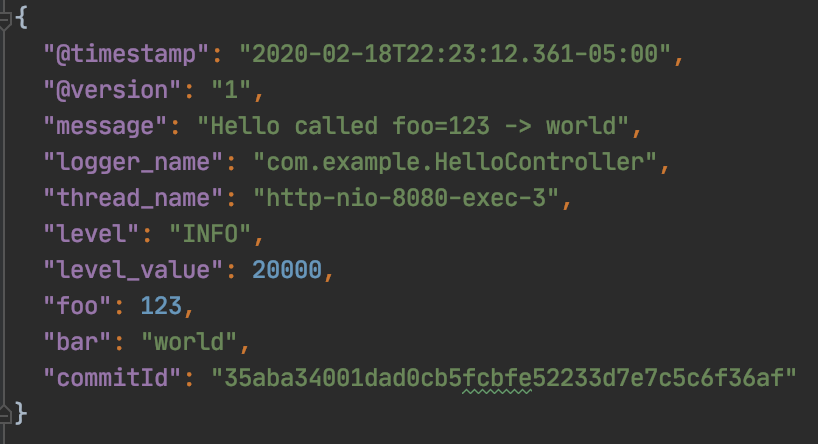 {
"@timestamp": "2020-02-18T22:23:12.361-05:00",
"@version": "1",
"message": "Hello called foo=123 -> world",
"logger_name": "com.example.HelloController",
"thread_name": "http-nio-8080-exec-3",
"level": "INFO",
"level_value": 20000,
"foo": 123,
"bar": "world",
"commitId": "35aba34001dad0cb5fcbfe52233d7e7c5c6f36af"
}